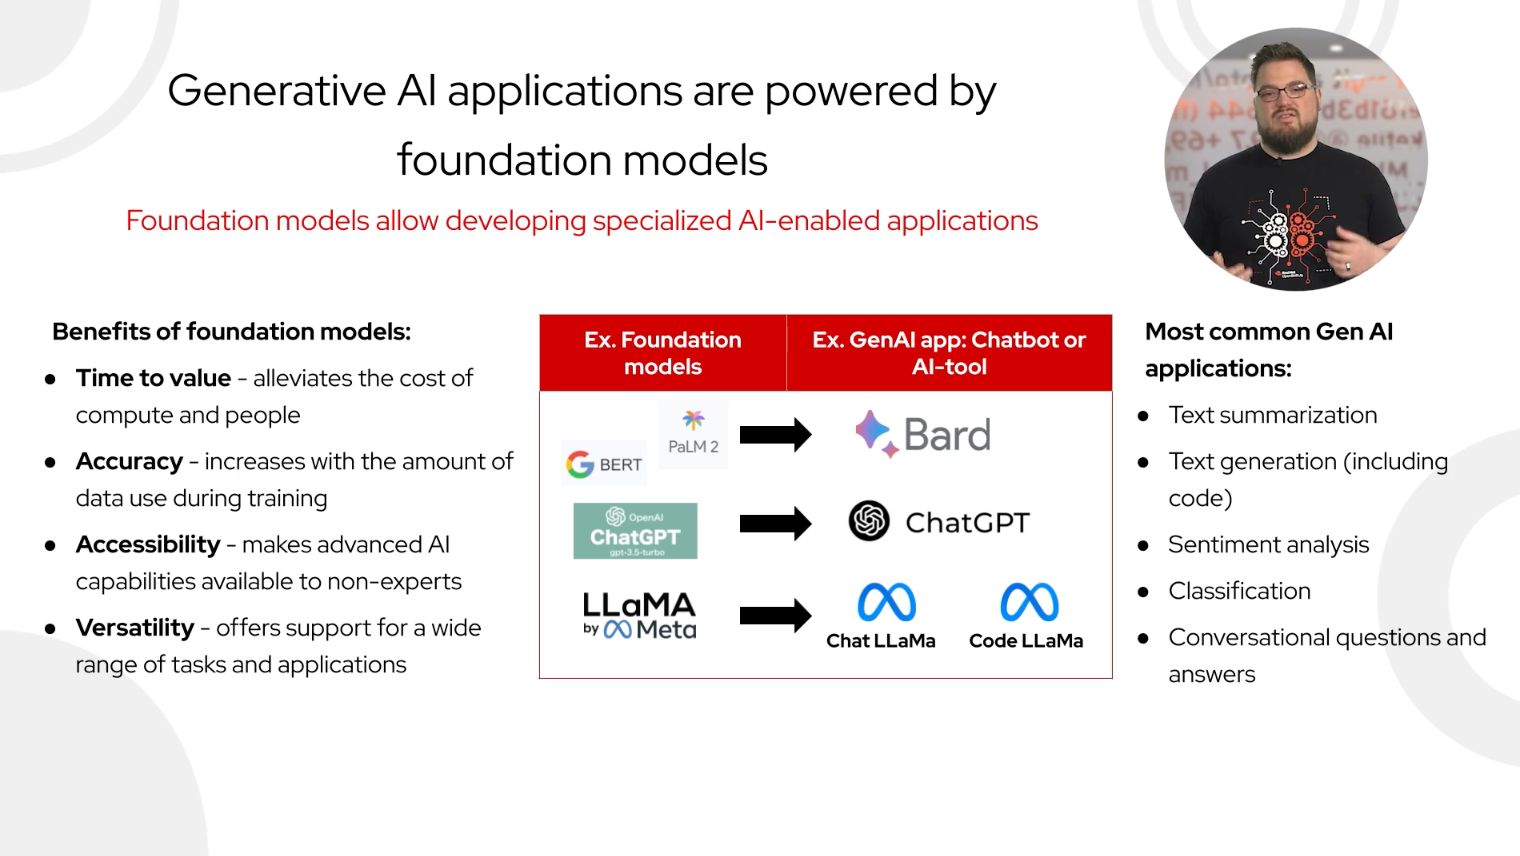 Generative AI applications are powered by
foundation models
Foundation models allow developing specialized AI-enabled applications
Benefits of foundation models:
● Time to value - alleviates the cost of
compute and people
● Accuracy - increases with the amount of
data use during training
● Accessibility - makes advanced AI
capabilities available to non-experts
● Versatility - offers support for a wide
range of tasks and applications
Ex. Foundation
models
Ex. GenAI app: Chatbot or
AI-tool
PaLM 2
BERT
Bard
OpenAI
ChatGPT
gpt-3.5-turbo
ChatGPT
LLaMA
by Meta
Chat LLaMA
Code LLaMA
Most common Gen AI
applications:
● Text summarization
● Text generation (including
code)
● Sentiment analysis
● Classification
● Conversational questions and
answers